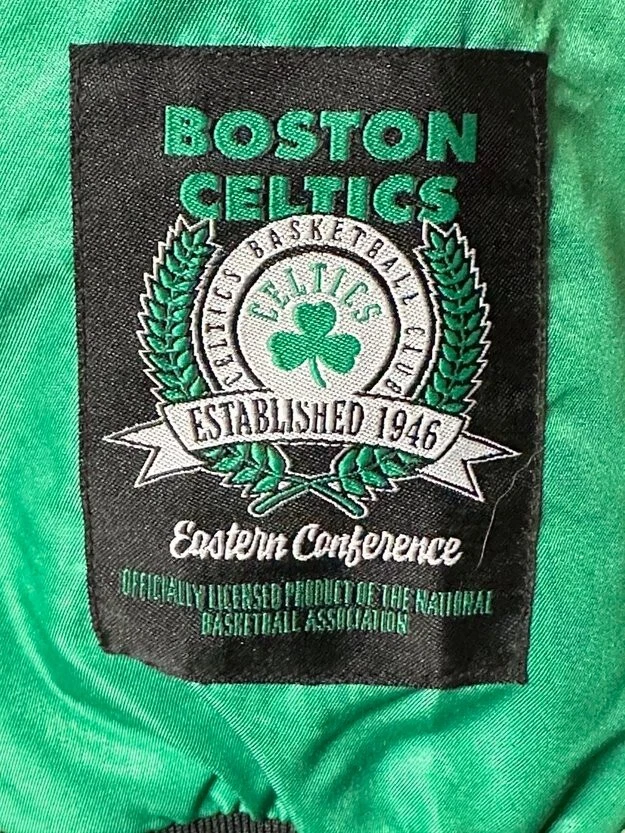 BOSTON
CELTICS
CELTICS BASKETBALL CLUB
CELTICS
ESTABLISHED 1946
Eastern Conference
OFFICIALLY LICENSED PRODUCT OF THE NATIONAL
BASKETBALL ASSOCIATION